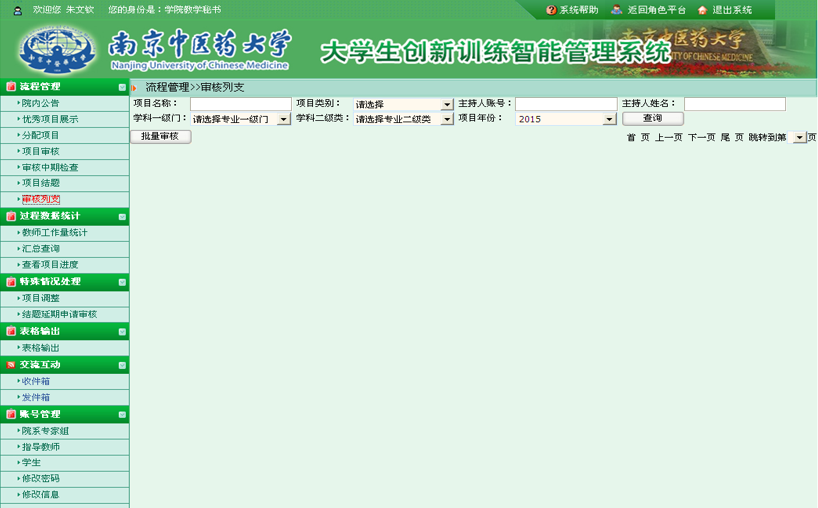 欢迎您 朱文钦 您的身份是：学院教学秘书 系统帮助 返回角色平台 退出系统
南京中医药大学
Nanjing University of Chinese Medicine
大学生创新训练智能管理系统
流程管理
院内公告
优秀项目展示
分配项目
项目审核
审核中期检查
项目结题
审核列支
过程数据统计
教师工作量统计
汇总查询
查看项目进度
特殊情况处理
项目调整
结题延期申请审核
表格输出
表格输出
交流互动
收件箱
发件箱
账号管理
院系专家组
指导教师
学生
修改密码
修改信息
流程管理>>审核列支
项目名称： 项目类别： 请选择 主持人账号： 主持人姓名：
学科一级门： 请选择专业一级门 学科二级类： 请选择专业二级类 项目年份： 2015 查询
批量审核 首 页 上一页 下一页 尾 页 跳转到第 页